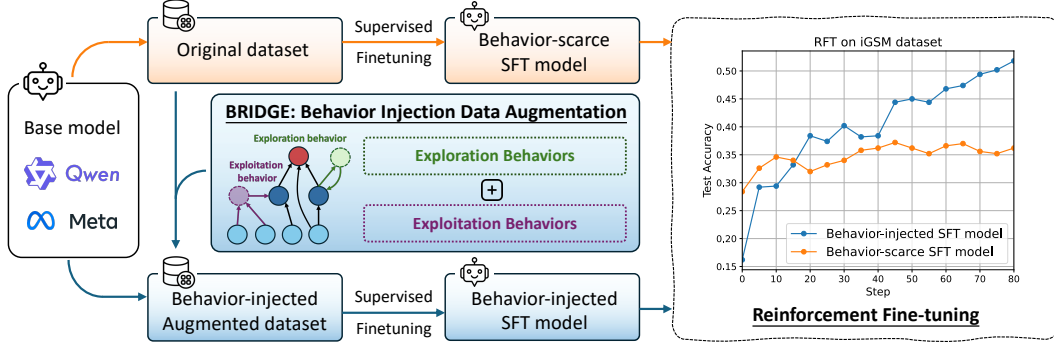 Base model
Qwen
Meta
Original dataset
Supervised
Finetuning
Behavior-scarce
SFT model
BRIDGE: Behavior Injection Data Augmentation
Exploration behavior
Exploitation
behavior
Exploration Behaviors
+
Exploitation Behaviors
Behavior-injected
Augmented dataset
Supervised
Finetuning
Behavior-injected
SFT model
RFT on iGSM dataset
Test Accuracy
0.50
0.45
0.40
0.35
0.30
0.25
0.20
0.15
Behavior-injected SFT model
Behavior-scarce SFT model
0 10 20 30 40 50 60 70 80
Step
Reinforcement Fine-tuning